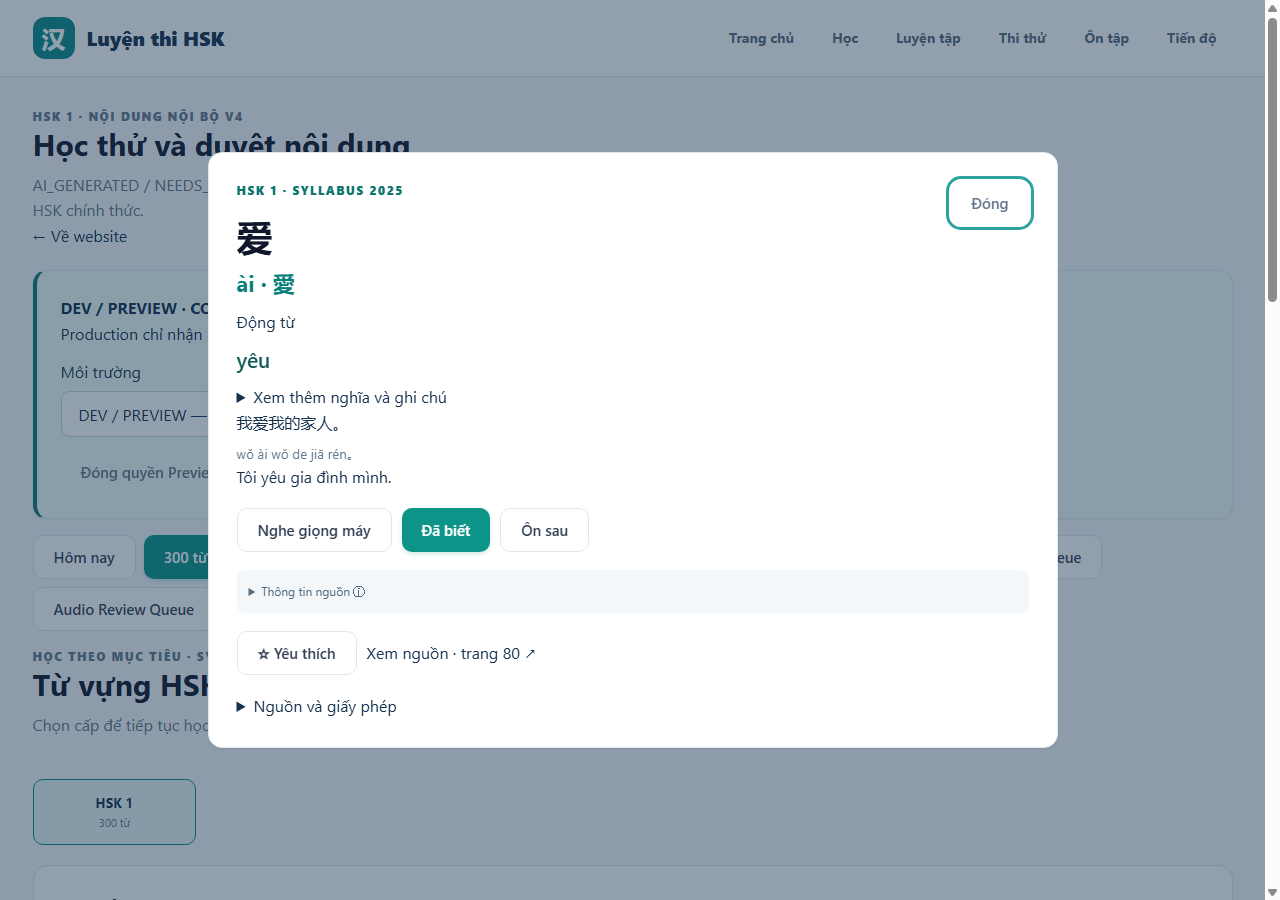 汉 Luyện thi HSK
Trang chủ Học Luyện tập Thi thử Ôn tập Tiến độ
HSK 1 · NỘI DUNG NỘI BỘ V4
Học thử và duyệt nội dung
AI_GENERATED / NEEDS_
HSK chính thức.
← Về website
DEV / PREVIEW ·
Production chỉ nhận
Môi trường
DEV / PREVIEW —
Đóng quyền
Hôm nay 300 từ
Audio Review Queue
HỌC THEO MỤC TIÊU ·
Từ vựng
Chọn cấp để tiếp tục học
HSK 1
300 từ
HSK 1 · SYLLABUS 2025
Đóng
爱
ài · 愛
Động từ
yêu
▶ Xem thêm nghĩa và ghi chú
我爱我的家人。
wǒ ài wǒ de jiā rén。
Tôi yêu gia đình mình.
Nghe giọng máy Đã biết Ôn sau
▶ Thông tin nguồn ⓘ
☆ Yêu thích Xem nguồn · trang 80 ↗
▶ Nguồn và giấy phép